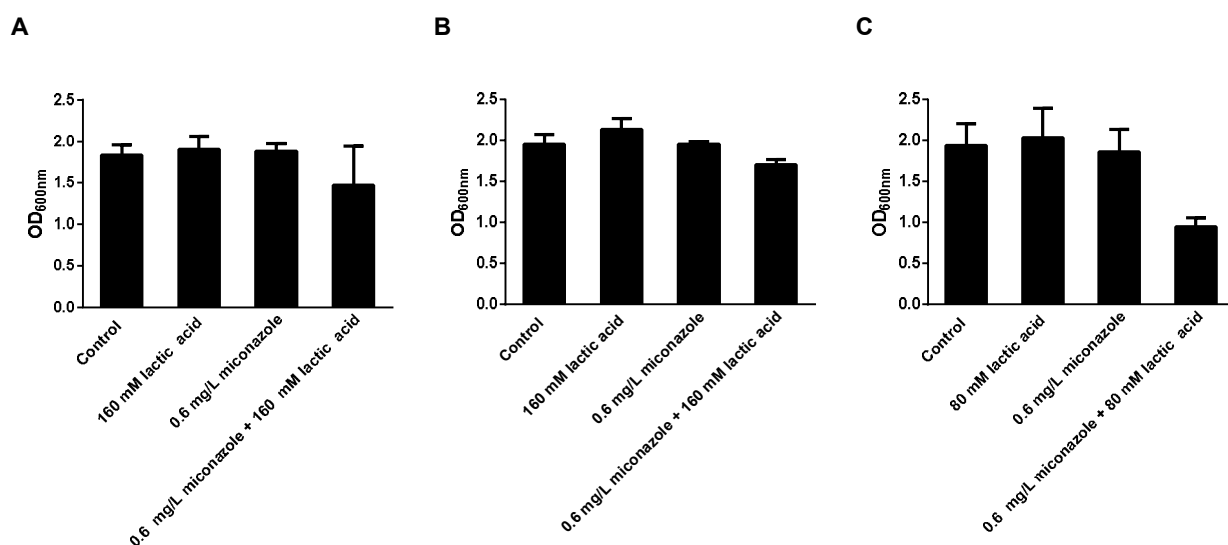 A
B
C
OD600nm
2.5
2.0
1.5
1.0
0.5
0.0
Control
160 mM lactic acid
0.6 mg/L miconazole
0.6 mg/L miconazole + 160 mM lactic acid
OD600nm
2.5
2.0
1.5
1.0
0.5
0.0
Control
160 mM lactic acid
0.6 mg/L miconazole
0.6 mg/L miconazole + 160 mM lactic acid
OD600nm
2.5
2.0
1.5
1.0
0.5
0.0
Control
80 mM lactic acid
0.6 mg/L miconazole
0.6 mg/L miconazole + 80 mM lactic acid